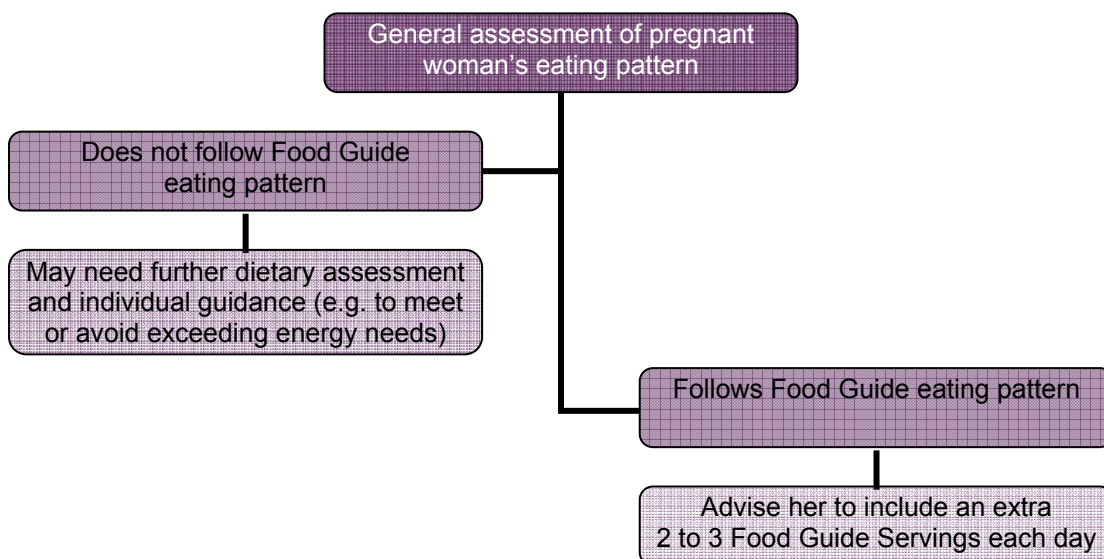 General assessment of pregnant
woman's eating pattern
Does not follow Food Guide
eating pattern
May need further dietary assessment
and individual guidance (e.g. to meet
or avoid exceeding energy needs)
Follows Food Guide eating pattern
Advise her to include an extra
2 to 3 Food Guide Servings each day